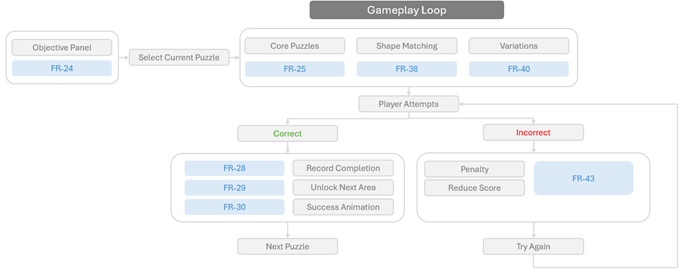 Gameplay Loop
Objective Panel
FR-24
Select Current Puzzle
Core Puzzles
Shape Matching
Variations
FR-25
FR-38
FR-40
Player Attempts
Correct
Incorrect
FR-28
Record Completion
FR-29
Unlock Next Area
FR-30
Success Animation
Penalty
Reduce Score
FR-43
Next Puzzle
Try Again